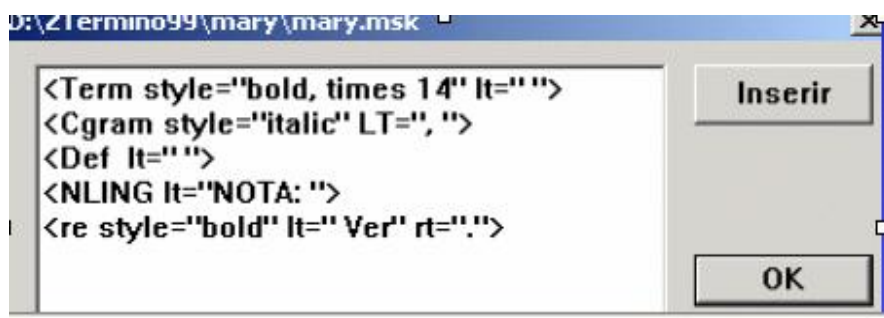 D:\2Termino99\mary\mary.msk
<Term style="bold, times 14" lt=" ">
Inserir
<Cgram style="italic" LT=", ">
<Def lt=" ">
<NLING lt="NOTA: ">
<re style="bold" lt=" Ver" rt=".">
OK